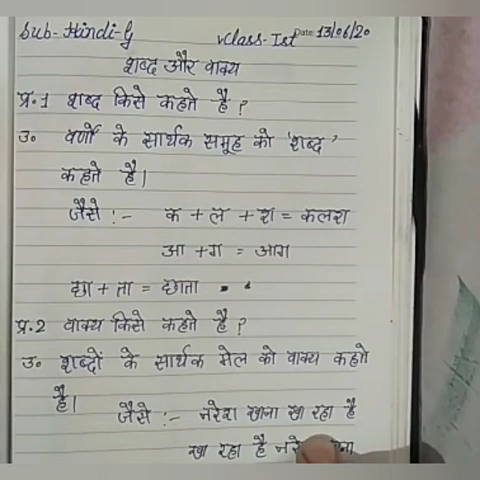 Sub- Hindi-G Class-Ist Date 13/06/20
शब्द और वाक्य
प्र.1 शब्द किसे कहते है ?
उ० वर्णो के सार्थक समूह को 'शब्द'
कहते है।
जैसे :- क + ल + श = कलश
आ + ग = आग
छा + ता = छाता
प्र.2 वाक्य किसे कहते है ?
उ० शब्दों के सार्थक मेल को वाक्य कहते
है।
जैसे :- नरेश खाना खा रहा है
खा रहा है